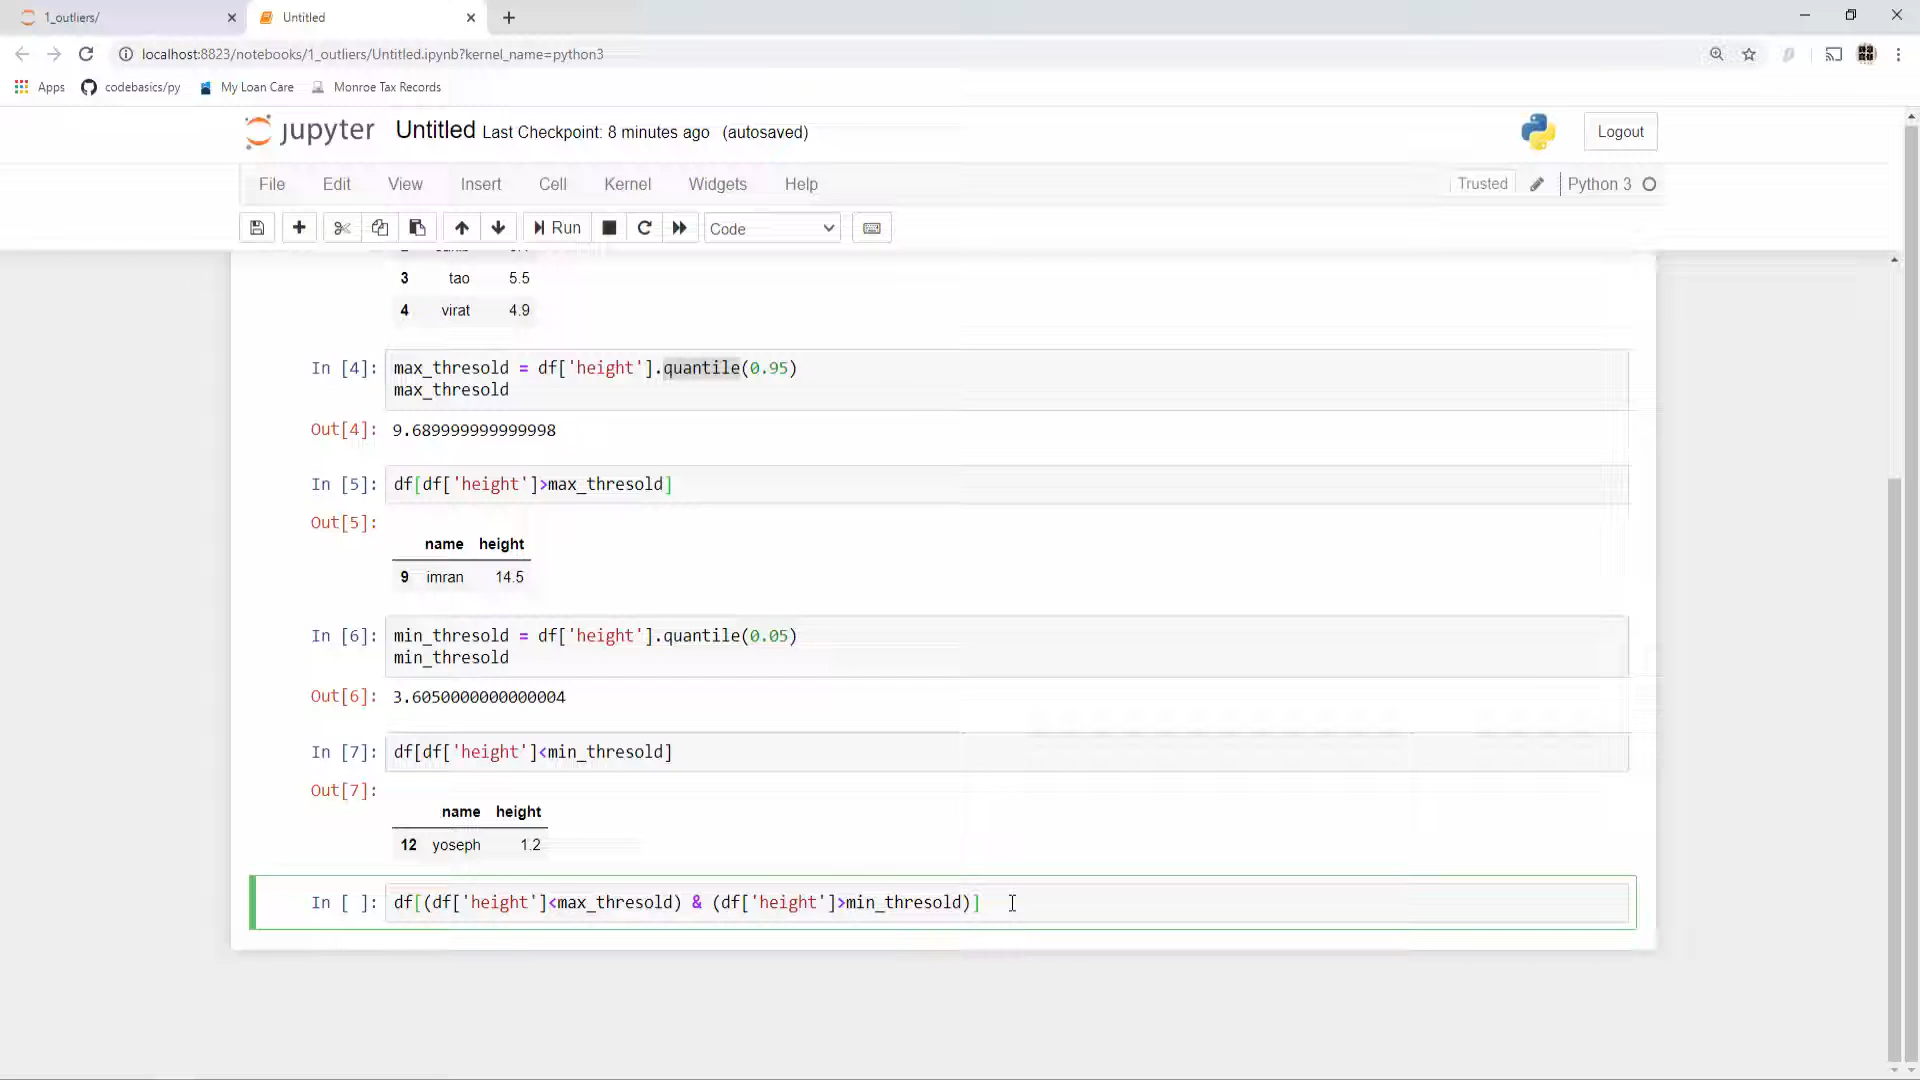 1_outliers/
Untitled
localhost:8823/notebooks/1_outliers/Untitled.ipynb?kernel_name=python3
Apps codebasics/py My Loan Care Monroe Tax Records
jupyter Untitled Last Checkpoint: 8 minutes ago (autosaved)
Logout
File Edit View Insert Cell Kernel Widgets Help
Trusted Python 3
Run Code
3 tao 5.5
4 virat 4.9
In [4]: max_thresold = df['height'].quantile(0.95)
max_thresold
Out[4]: 9.689999999999998
In [5]: df[df['height']>max_thresold]
Out[5]:
name height
9 imran 14.5
In [6]: min_thresold = df['height'].quantile(0.05)
min_thresold
Out[6]: 3.6050000000000004
In [7]: df[df['height']<min_thresold]
Out[7]:
name height
12 yoseph 1.2
In [ ]: df[(df['height']<max_thresold) & (df['height']>min_thresold)]